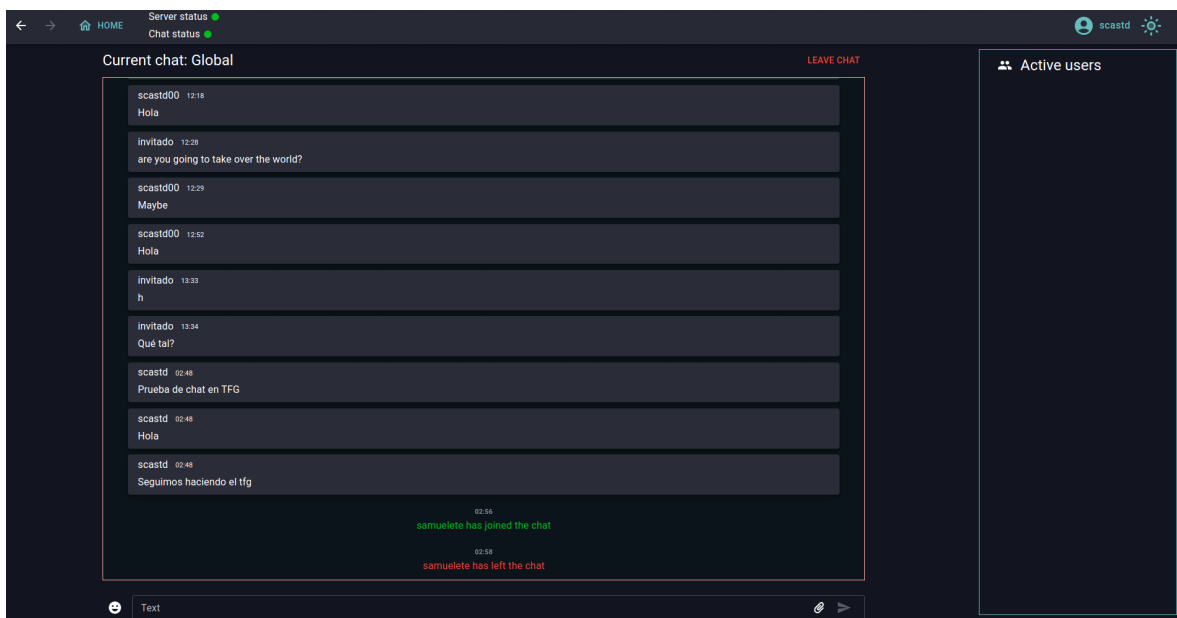 HOME
Server status
Chat status
scastd
Current chat: Global
LEAVE CHAT
Active users
scastd00 12:18
Hola
invitado 12:28
are you going to take over the world?
scastd00 12:29
Maybe
scastd00 12:52
Hola
invitado 13:33
h
invitado 13:34
Qué tal?
scastd 02:48
Prueba de chat en TFG
scastd 02:48
Hola
scastd 02:48
Seguimos haciendo el tfg
02:56
samuelete has joined the chat
02:58
samuelete has left the chat
Text